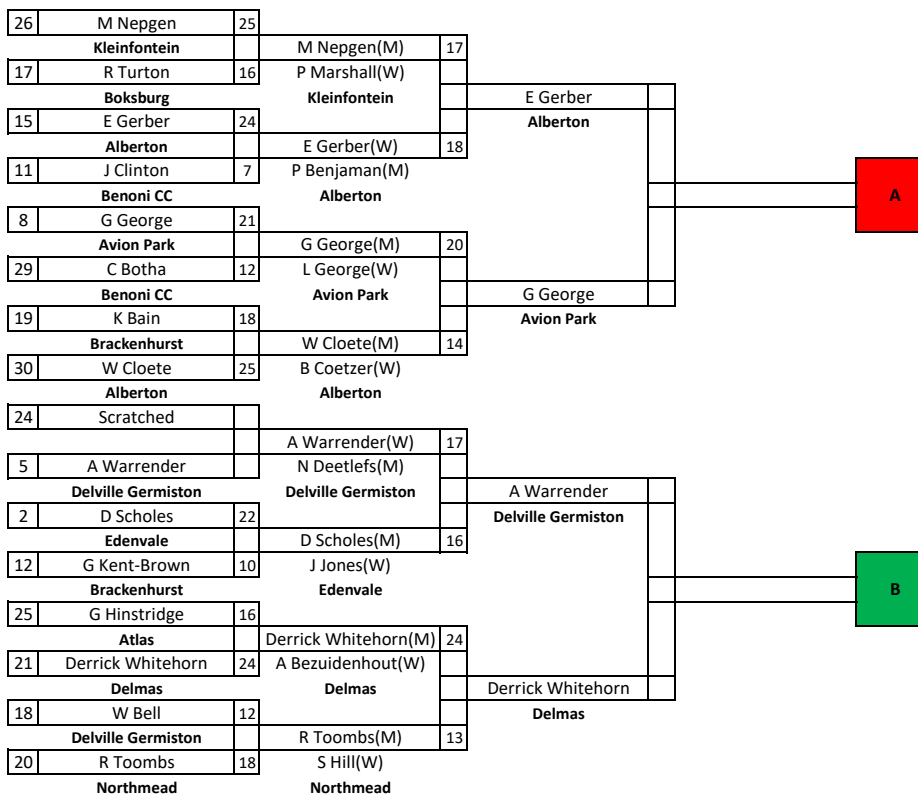 26 M Nepgen 25
Kleinfontein M Nepgen(M) 17
17 R Turton 16 P Marshall(W)
Boksburg Kleinfontein E Gerber
15 E Gerber 24 Alberton
Alberton E Gerber(W) 18
11 J Clinton 7 P Benjaman(M)
Benoni CC Alberton A
8 G George 21
Avion Park G George(M) 20
29 C Botha 12 L George(W)
Benoni CC Avion Park G George
19 K Bain 18 Avion Park
Brackenhurst W Cloete(M) 14
30 W Cloete 25 B Coetzer(W)
Alberton Alberton
24 Scratched
A Warrender(W) 17
5 A Warrender N Deetlefs(M)
Delville Germiston Delville Germiston A Warrender
2 D Scholes 22 Delville Germiston
Edenvale D Scholes(M) 16
12 G Kent-Brown 10 J Jones(W)
Brackenhurst Edenvale B
25 G Hinstridge 16
Atlas Derrick Whitehorn(M) 24
21 Derrick Whitehorn 24 A Bezuidenhout(W)
Delmas Delmas Derrick Whitehorn
18 W Bell 12 Delmas
Delville Germiston R Toombs(M) 13
20 R Toombs 18 S Hill(W)
Northmead Northmead